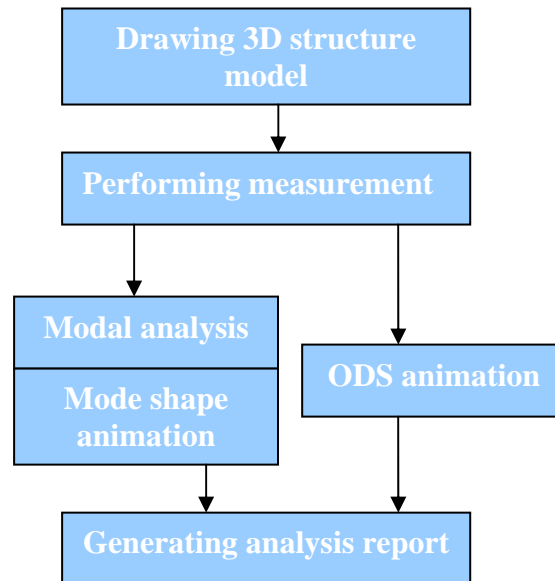 Drawing 3D structure
model
Performing measurement
Modal analysis
Mode shape
animation
ODS animation
Generating analysis report